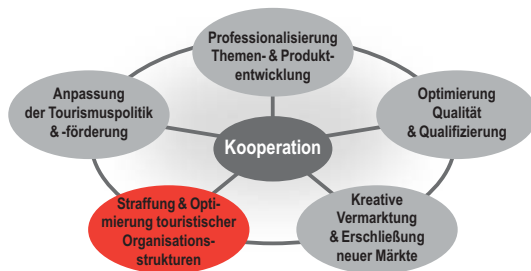 Professionalisierung
Themen- & Produkt-
entwicklung
Anpassung
der Tourismuspolitik
& -förderung
Optimierung
Qualität
& Qualifizierung
Kooperation
Straffung & Opti-
mierung touristischer
Organisations-
strukturen
Kreative
Vermarktung
& Erschließung
neuer Märkte